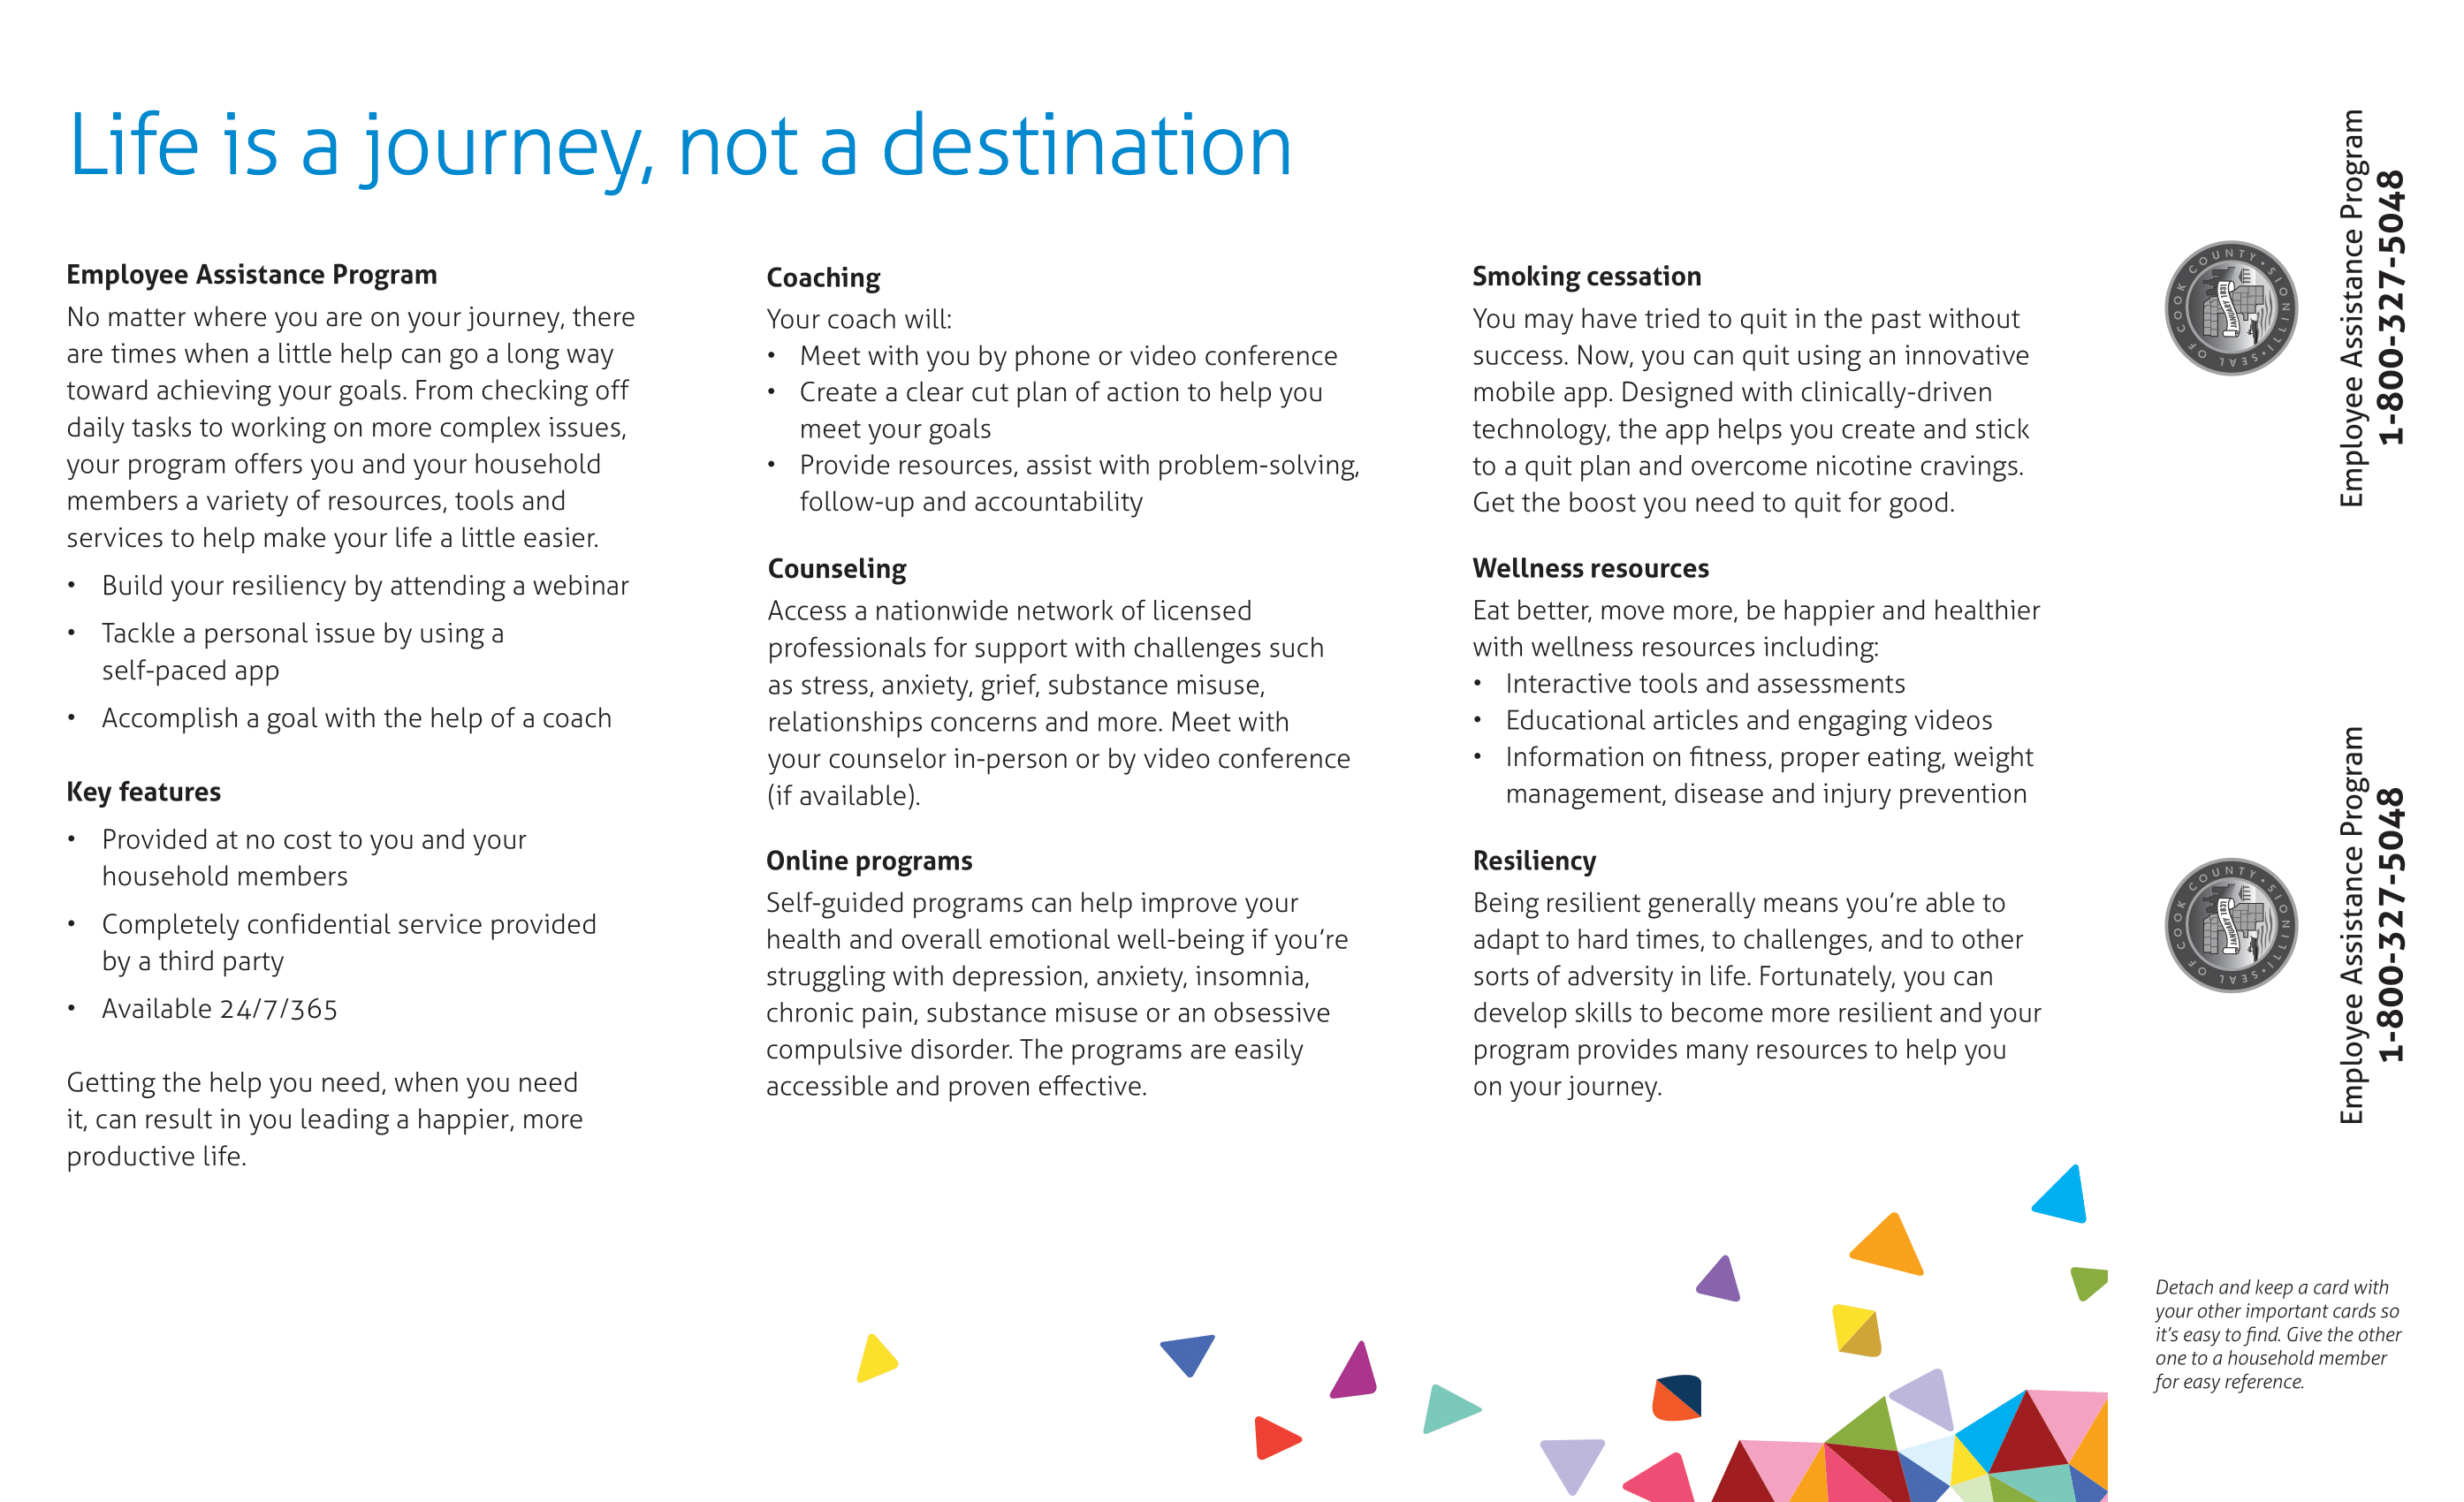 Life is a journey, not a destination
Employee Assistance Program
No matter where you are on your journey, there
are times when a little help can go a long way
toward achieving your goals. From checking off
daily tasks to working on more complex issues,
your program offers you and your household
members a variety of resources, tools and
services to help make your life a little easier.
• Build your resiliency by attending a webinar
• Tackle a personal issue by using a
self-paced app
• Accomplish a goal with the help of a coach
Key features
• Provided at no cost to you and your
household members
• Completely confidential service provided
by a third party
• Available 24/7/365
Getting the help you need, when you need
it, can result in you leading a happier, more
productive life.
Coaching
Your coach will:
• Meet with you by phone or video conference
• Create a clear cut plan of action to help you
meet your goals
• Provide resources, assist with problem-solving,
follow-up and accountability
Counseling
Access a nationwide network of licensed
professionals for support with challenges such
as stress, anxiety, grief, substance misuse,
relationships concerns and more. Meet with
your counselor in-person or by video conference
(if available).
Online programs
Self-guided programs can help improve your
health and overall emotional well-being if you’re
struggling with depression, anxiety, insomnia,
chronic pain, substance misuse or an obsessive
compulsive disorder. The programs are easily
accessible and proven effective.
Smoking cessation
You may have tried to quit in the past without
success. Now, you can quit using an innovative
mobile app. Designed with clinically-driven
technology, the app helps you create and stick
to a quit plan and overcome nicotine cravings.
Get the boost you need to quit for good.
Wellness resources
Eat better, move more, be happier and healthier
with wellness resources including:
• Interactive tools and assessments
• Educational articles and engaging videos
• Information on fitness, proper eating, weight
management, disease and injury prevention
Resiliency
Being resilient generally means you’re able to
adapt to hard times, to challenges, and to other
sorts of adversity in life. Fortunately, you can
develop skills to become more resilient and your
program provides many resources to help you
on your journey.
SEAL OF COOK COUNTY • ILLINOIS •
JANUARY 1831
Employee Assistance Program
1-800-327-5048
SEAL OF COOK COUNTY • ILLINOIS •
JANUARY 1831
Employee Assistance Program
1-800-327-5048
Detach and keep a card with
your other important cards so
it’s easy to find. Give the other
one to a household member
for easy reference.